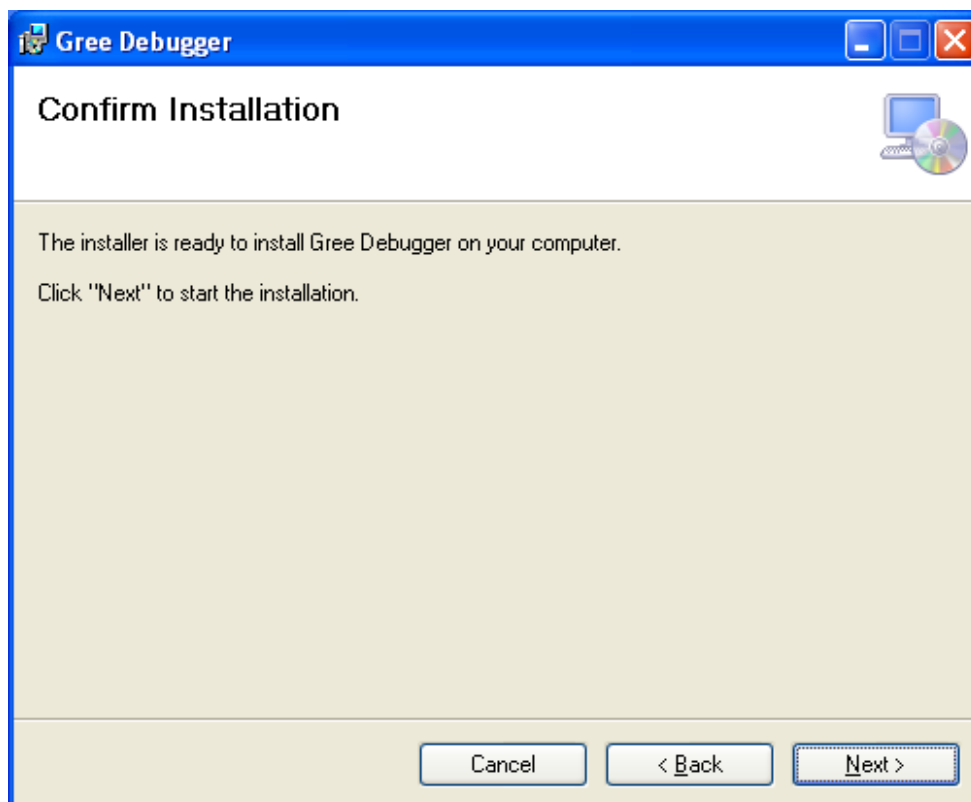 Gree Debugger
Confirm Installation
The installer is ready to install Gree Debugger on your computer.
Click "Next" to start the installation.
Cancel
< Back
Next >